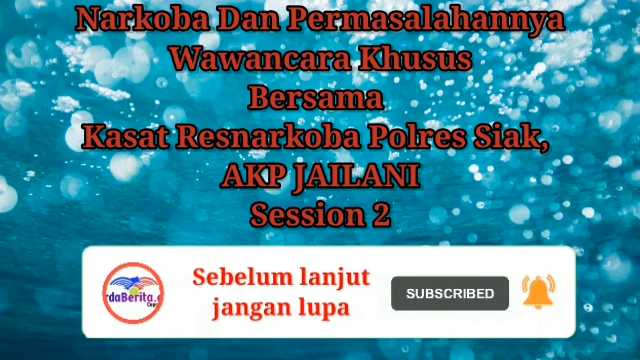 Narkoba Dan Permasalahannya
Wawancara Khusus
Bersama
Kasat Resnarkoba Polres Siak,
AKP JAILANI
Session 2
Sebelum lanjut
jangan lupa
SUBSCRIBED